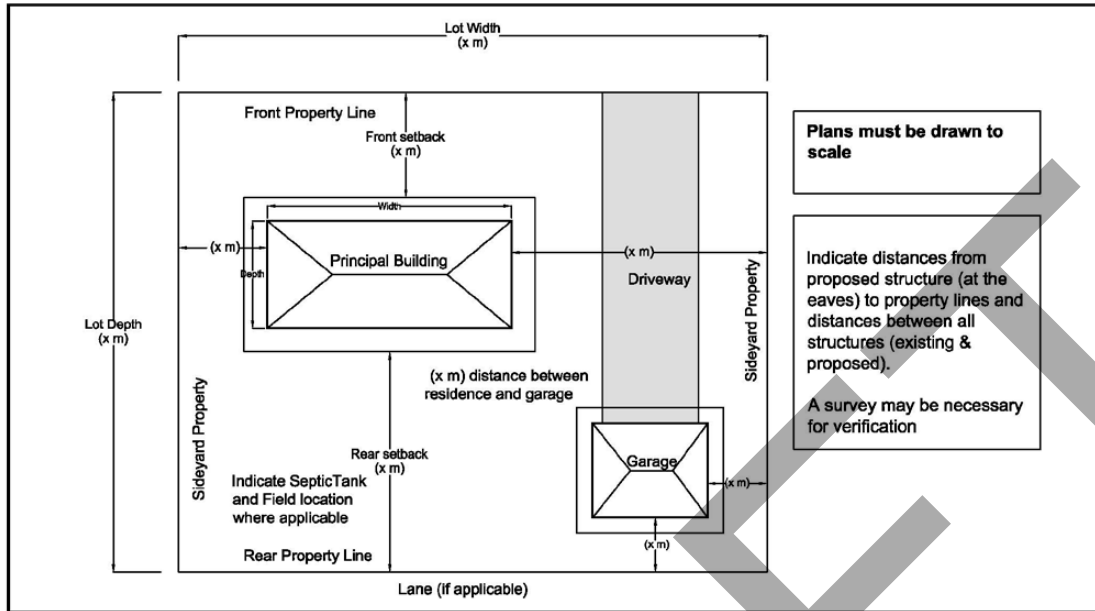 Lot Width
(x m)
Front Property Line
Front setback
(x m)
Plans must be drawn to
scale
Width
(x m)
Principal Building
Depth
(x m)
Driveway
Sideyard Property
Indicate distances from
proposed structure (at the
eaves) to property lines and
distances between all
structures (existing &
proposed).
A survey may be necessary
for verification
Lot Depth
(x m)
(x m) distance between
residence and garage
Sideyard Property
Rear setback
(x m)
Garage
(x m)
Indicate SepticTank
and Field location
where applicable
(x m)
Rear Property Line
Lane (if applicable)